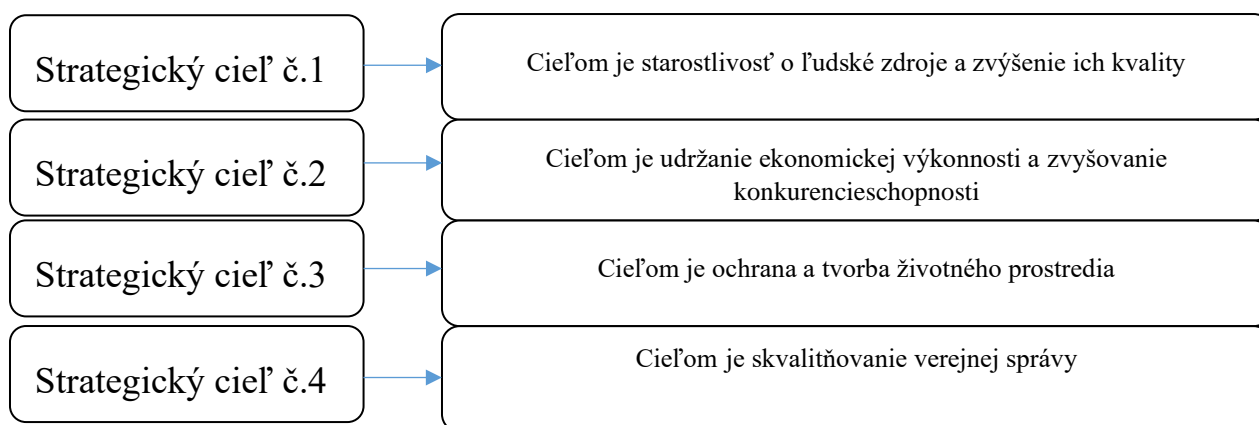 Strategický cieľ č.1
Cieľom je starostlivosť o ľudské zdroje a zvýšenie ich kvality
Strategický cieľ č.2
Cieľom je udržanie ekonomickej výkonnosti a zvyšovanie
konkurencieschopnosti
Strategický cieľ č.3
Cieľom je ochrana a tvorba životného prostredia
Strategický cieľ č.4
Cieľom je skvalitňovanie verejnej správy